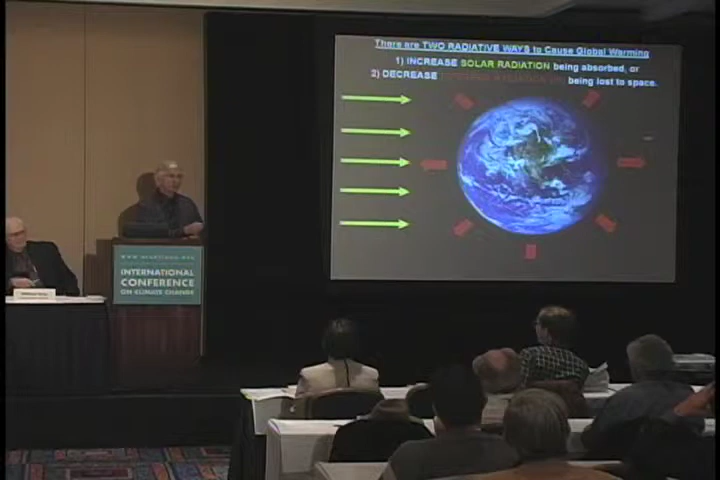 There are TWO RADIATIVE WAYS to Cause Global Warming
1) INCREASE SOLAR RADIATION being absorbed, or
2) DECREASE being lost to space.
INTERNATIONAL
CONFERENCE
ON CLIMATE CHANGE